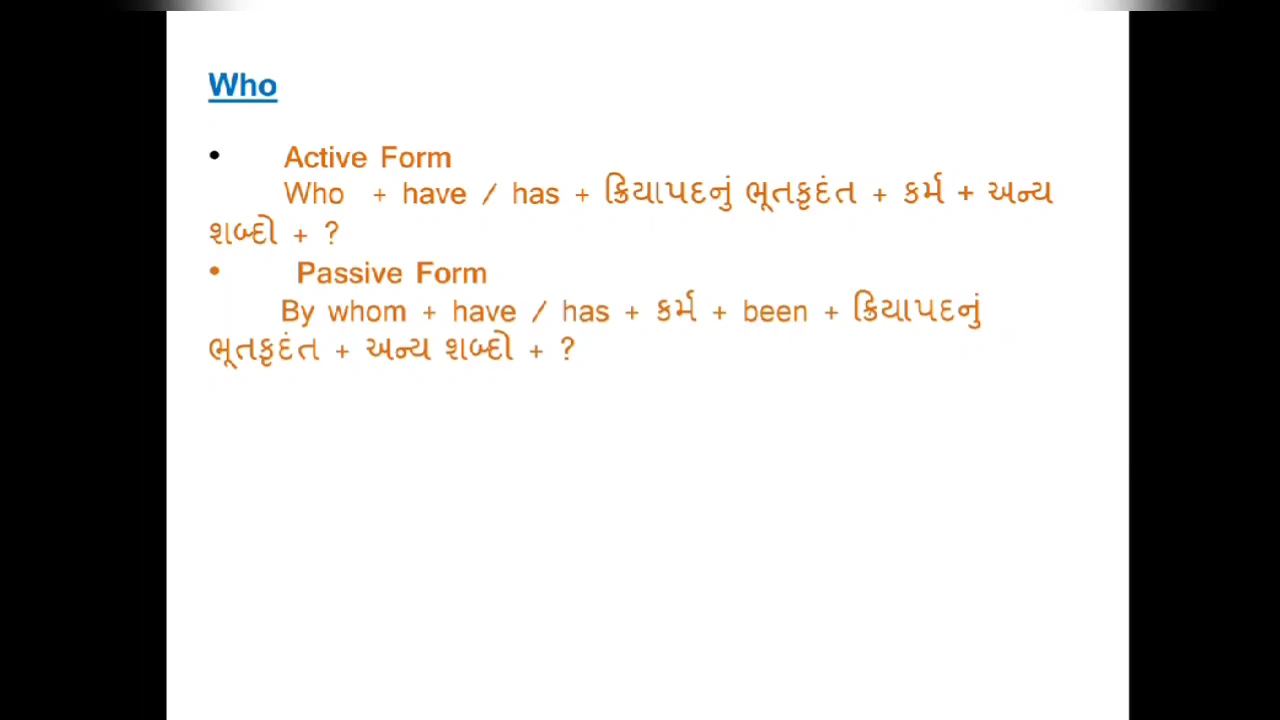 Who
• Active Form
Who + have / has + ક્રિયાપદનું ભૂતકૃદંત + કર્મ + અન્ય
શબ્દો + ?
• Passive Form
By whom + have / has + કર્મ + been + ક્રિયાપદનું
ભૂતકૃદંત + અન્ય શબ્દો + ?